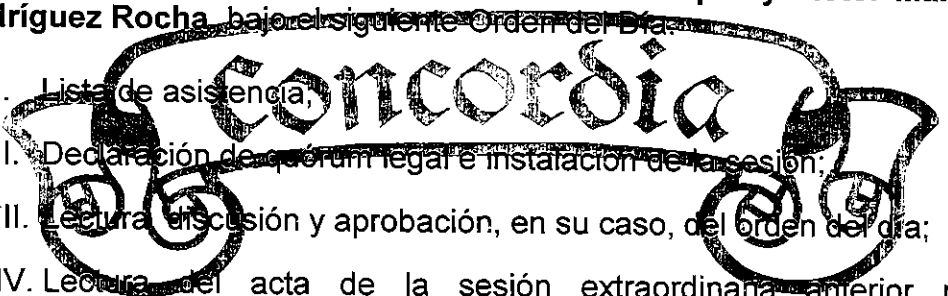 dríguez Rocha, bajo el siguiente Orden del Día:
concordia
. Lista de asistencia;
I. Declaración de quórum legal e instalación de la sesión;
II. Lectura, discusión y aprobación, en su caso, del orden del día;
IV. Lectura del acta de la sesión extraordinaria anterior